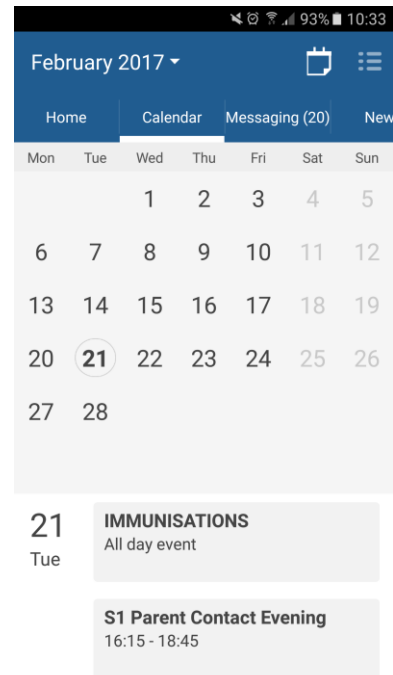 93% 10:33
February 2017
Home Calendar Messaging (20) New
Mon Tue Wed Thu Fri Sat Sun
1 2 3 4 5
6 7 8 9 10 11 12
13 14 15 16 17 18 19
20 21 22 23 24 25 26
27 28
21 IMMUNISATIONS
Tue All day event
S1 Parent Contact Evening
16:15 - 18:45